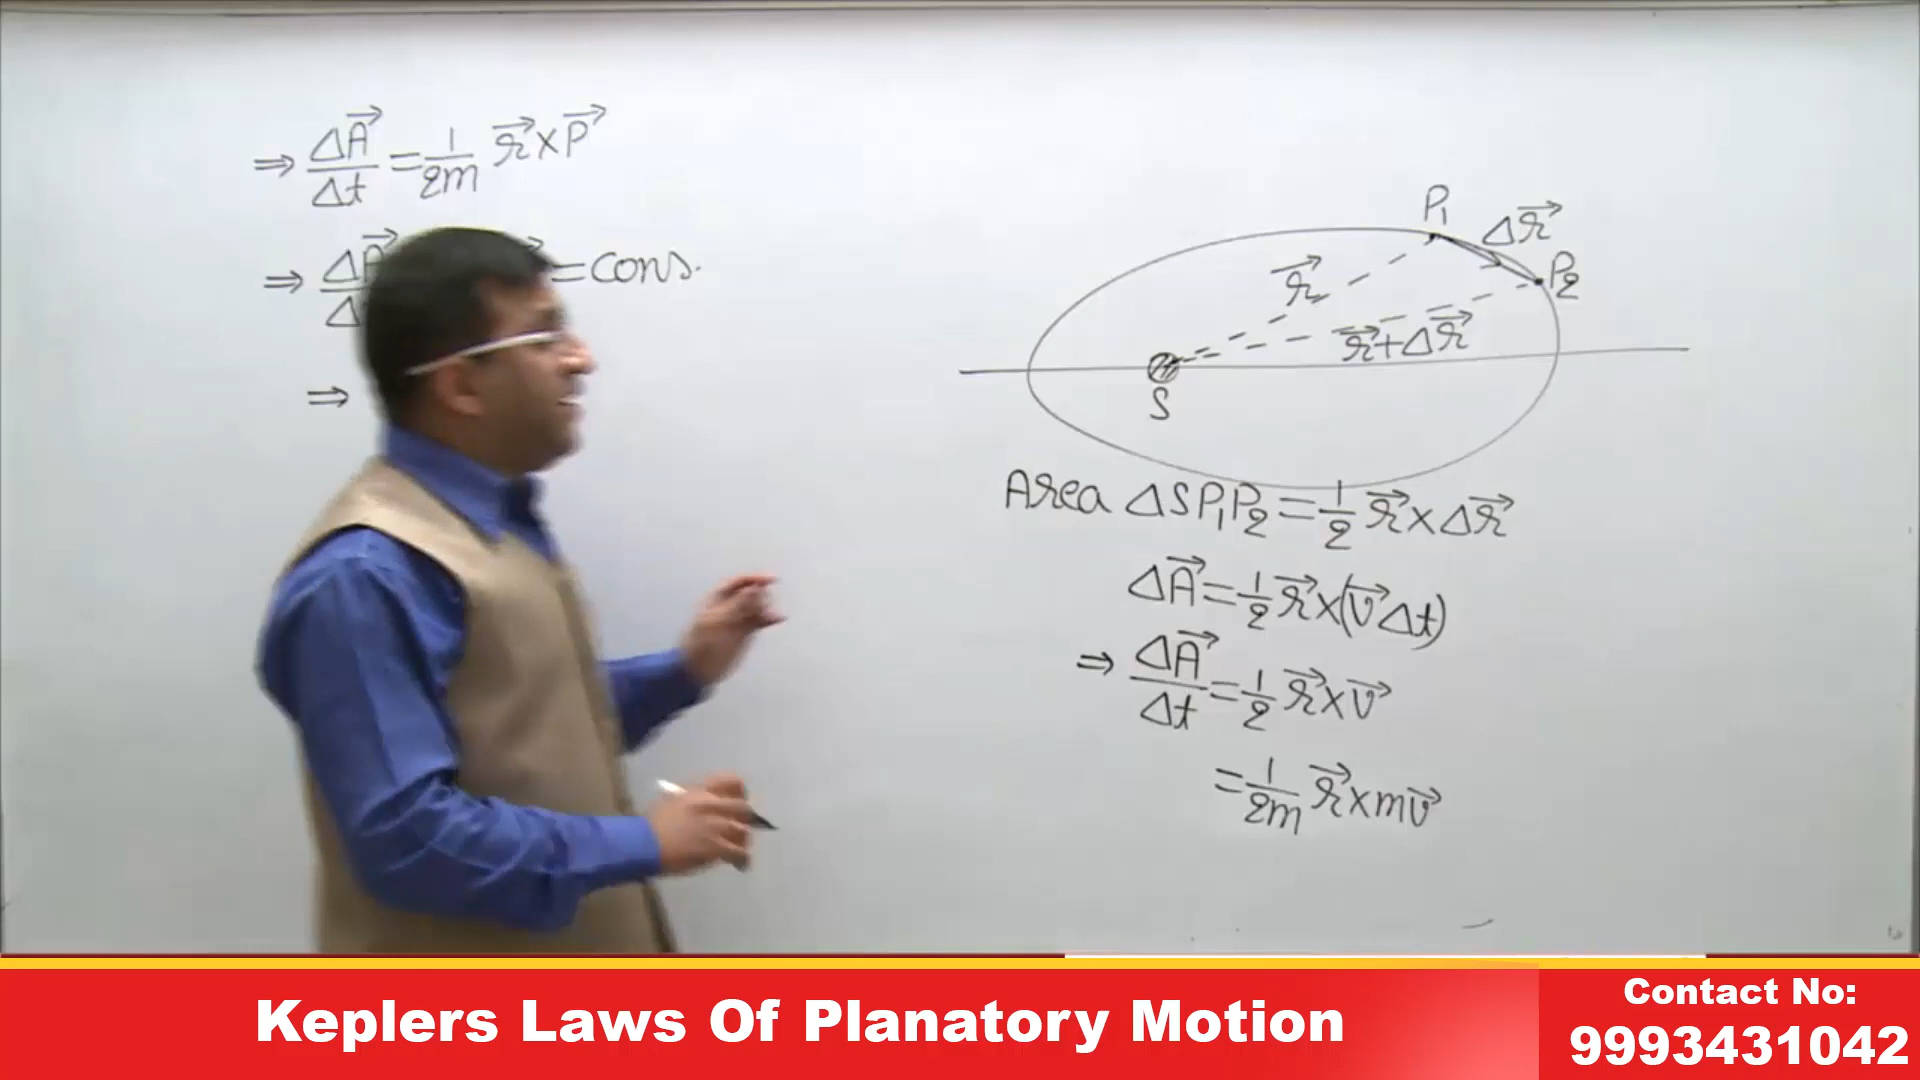 ⇒ ΔA⃗/Δt = 1/2m r⃗ × P⃗
⇒ ΔA⃗ = cons.
⇒
P₁
Δr⃗
P₂
r⃗
r⃗+Δr⃗
S
Area ΔSP₁P₂ = 1/2 r⃗ × Δr⃗
ΔA⃗ = 1/2 r⃗ × (v⃗ Δt)
⇒ ΔA⃗/Δt = 1/2 r⃗ × v⃗
= 1/2m r⃗ × mv⃗
Keplers Laws Of Planatory Motion
Contact No:
9993431042